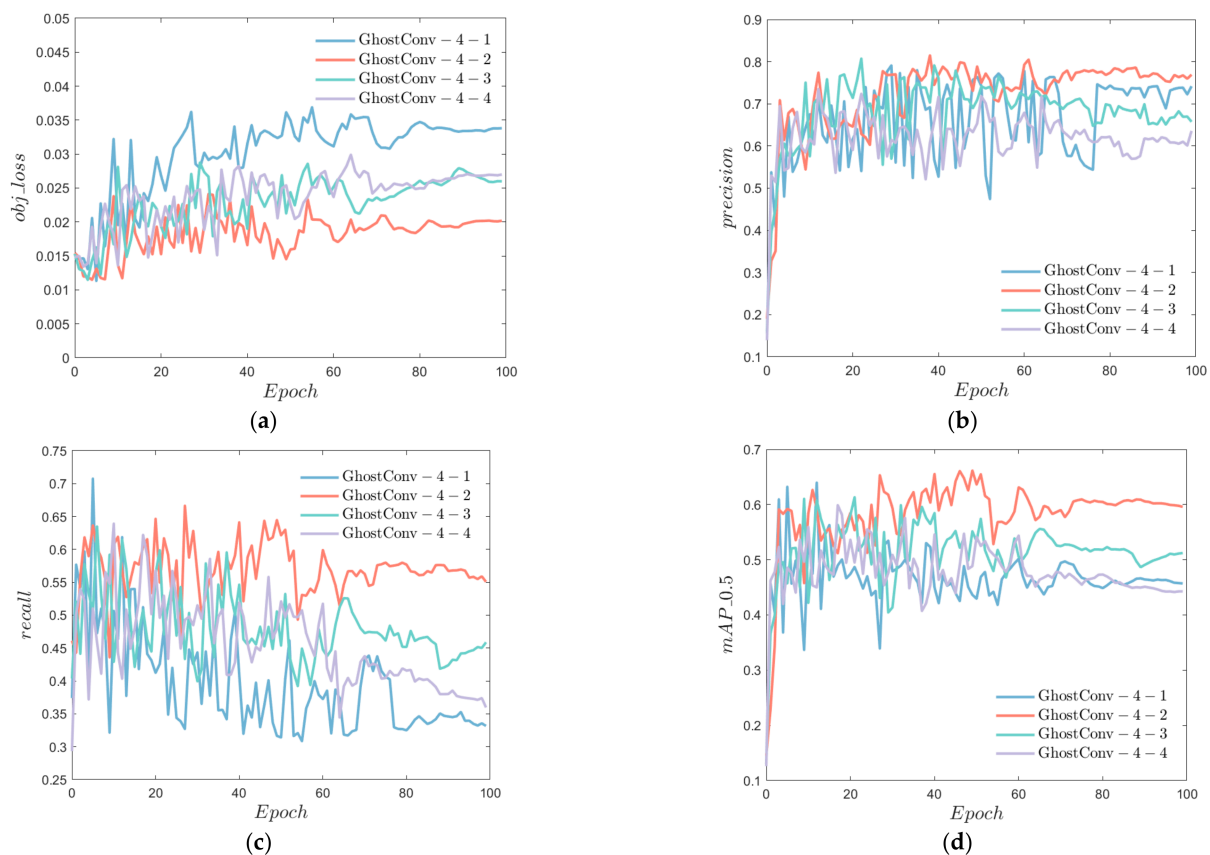 0.05
0.045
0.04
0.035
0.03
0.025
0.02
0.015
0.01
0.005
0
obj_loss
GhostConv − 4 − 1
GhostConv − 4 − 2
GhostConv − 4 − 3
GhostConv − 4 − 4
0 20 40 60 80 100
Epoch
(a)
0.9
0.8
0.7
0.6
0.5
0.4
0.3
0.2
0.1
precision
GhostConv − 4 − 1
GhostConv − 4 − 2
GhostConv − 4 − 3
GhostConv − 4 − 4
0 20 40 60 80 100
Epoch
(b)
0.75
0.7
0.65
0.6
0.55
0.5
0.45
0.4
0.35
0.3
0.25
recall
GhostConv − 4 − 1
GhostConv − 4 − 2
GhostConv − 4 − 3
GhostConv − 4 − 4
0 20 40 60 80 100
Epoch
(c)
0.7
0.6
0.5
0.4
0.3
0.2
0.1
mAP_0.5
GhostConv − 4 − 1
GhostConv − 4 − 2
GhostConv − 4 − 3
GhostConv − 4 − 4
0 20 40 60 80 100
Epoch
(d)